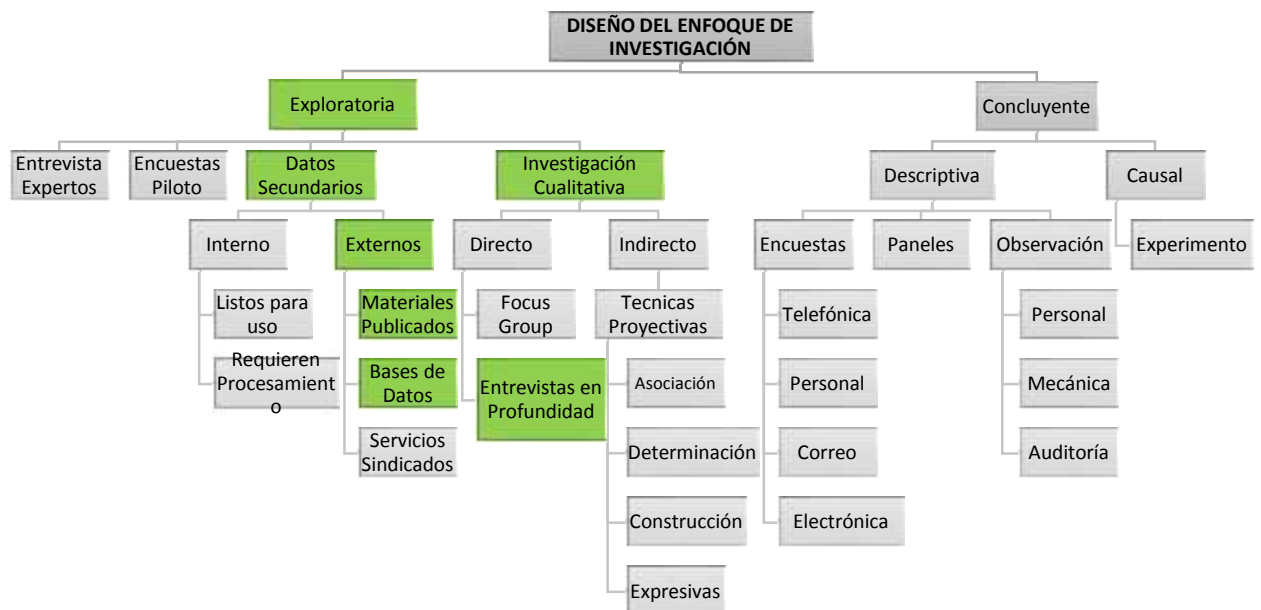 DISEÑO DEL ENFOQUE DE
INVESTIGACIÓN
Exploratoria
Concluyente
Entrevista
Expertos
Encuestas
Piloto
Datos
Secundarios
Investigación
Cualitativa
Descriptiva
Causal
Interno
Externos
Directo
Indirecto
Encuestas
Paneles
Observación
Experimento
Listos para
uso
Requieren
Procesamient
o
Materiales
Publicados
Bases de
Datos
Servicios
Sindicados
Focus
Group
Entrevistas en
Profundidad
Tecnicas
Proyectivas
Asociación
Determinación
Construcción
Expresivas
Telefónica
Personal
Correo
Electrónica
Personal
Mecánica
Auditoría